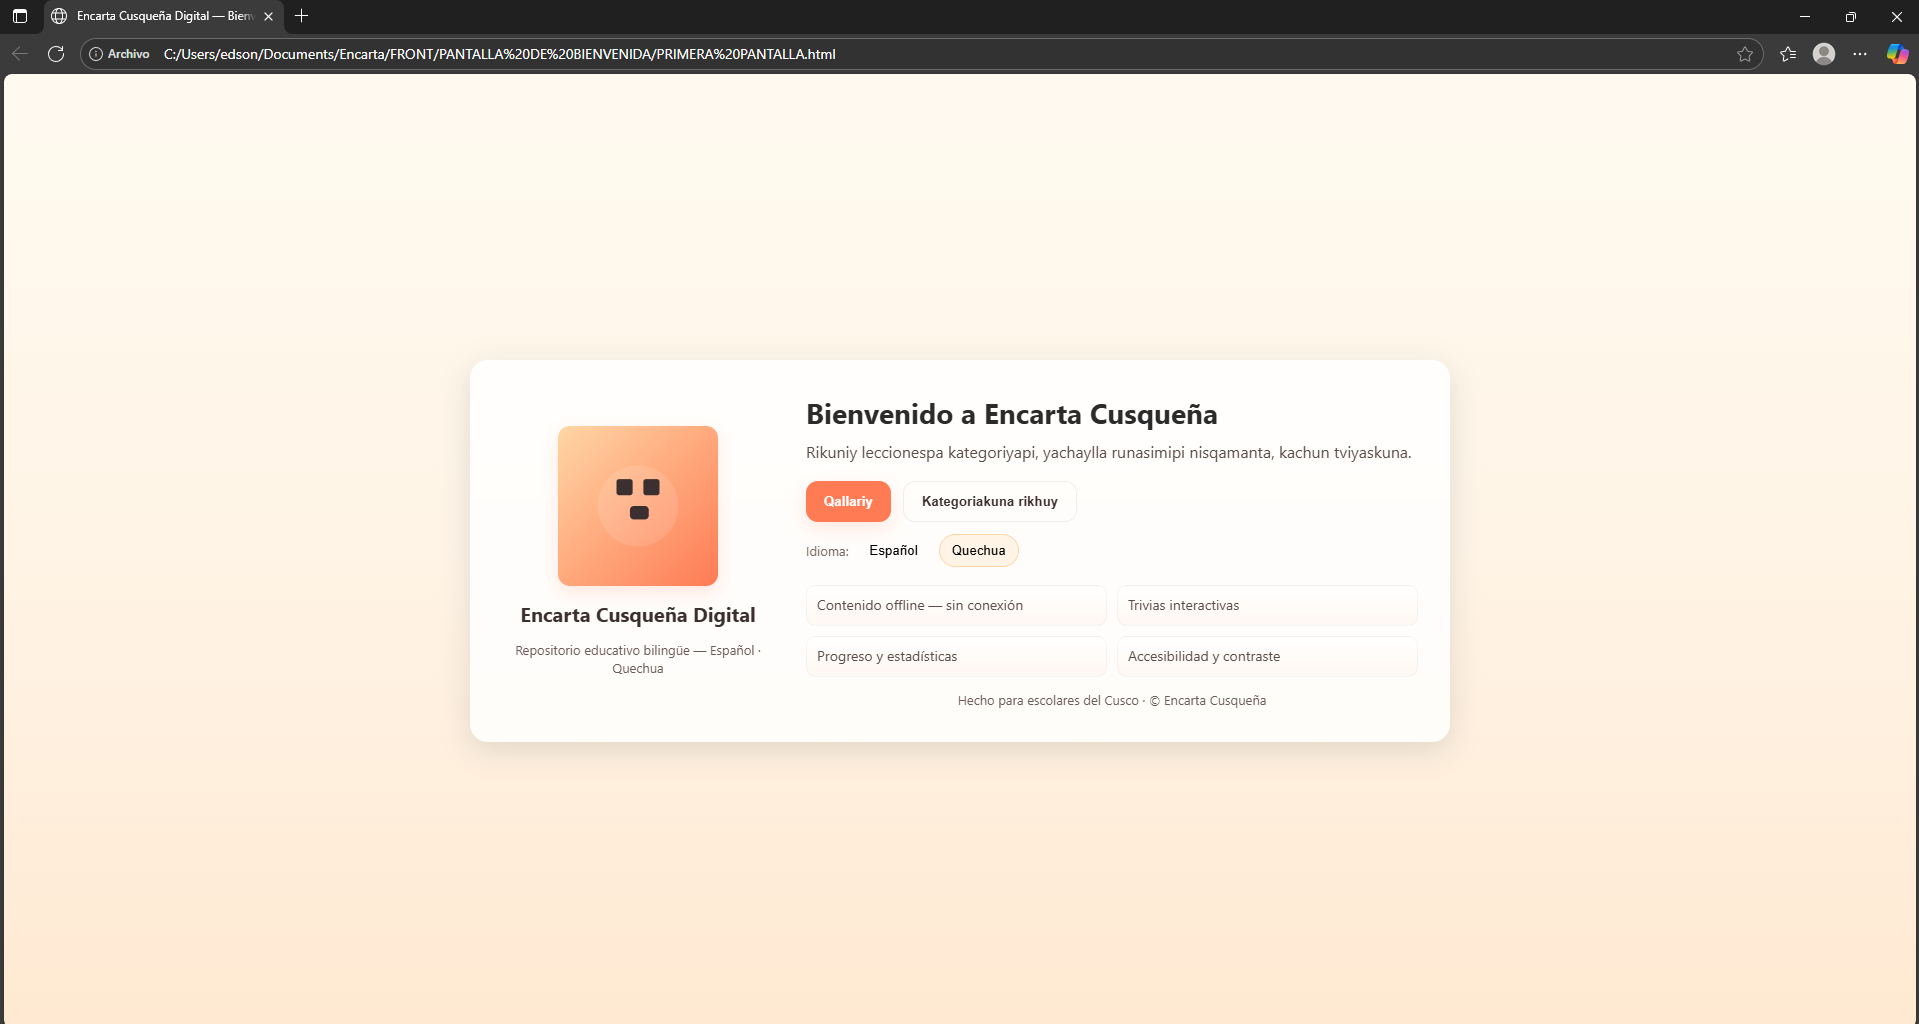 Encarta Cusqueña Digital — Bien
Archivo
C:/Users/edson/Documents/Encarta/FRONT/PANTALLA%20DE%20BIENVENIDA/PRIMERA%20PANTALLA.html
Encarta Cusqueña Digital
Repositorio educativo bilingüe — Español ·
Quechua
Bienvenido a Encarta Cusqueña
Rikuniy leccionespa kategoriyapi, yachaylla runasimipi nisqamanta, kachun tviyaskuna.
Qallariy
Kategoriakuna rikhuy
Idioma:
Español
Quechua
Contenido offline — sin conexión
Trivias interactivas
Progreso y estadísticas
Accesibilidad y contraste
Hecho para escolares del Cusco · © Encarta Cusqueña